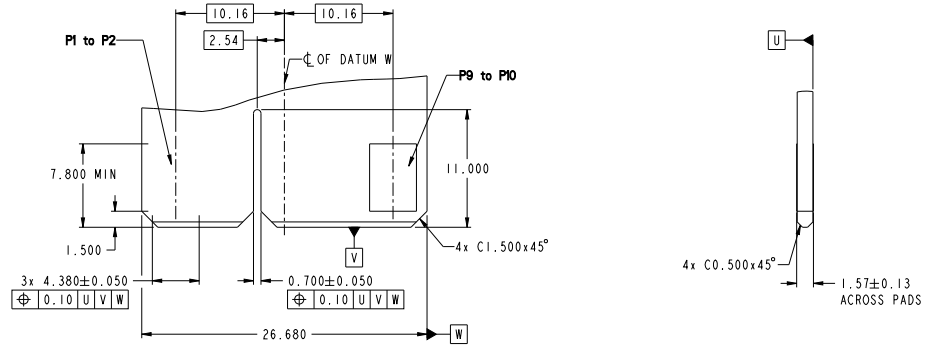 10.16 10.16
2.54
U
P1 to P2
℄ OF DATUM W
P9 to P10
7.800 MIN
11.000
1.500
V
4x C1.500x45°
4x C0.500x45°
3x 4.380±0.050
⌖ 0.10 U V W
0.700±0.050
⌖ 0.10 U V W
1.57±0.13
ACROSS PADS
26.680
W